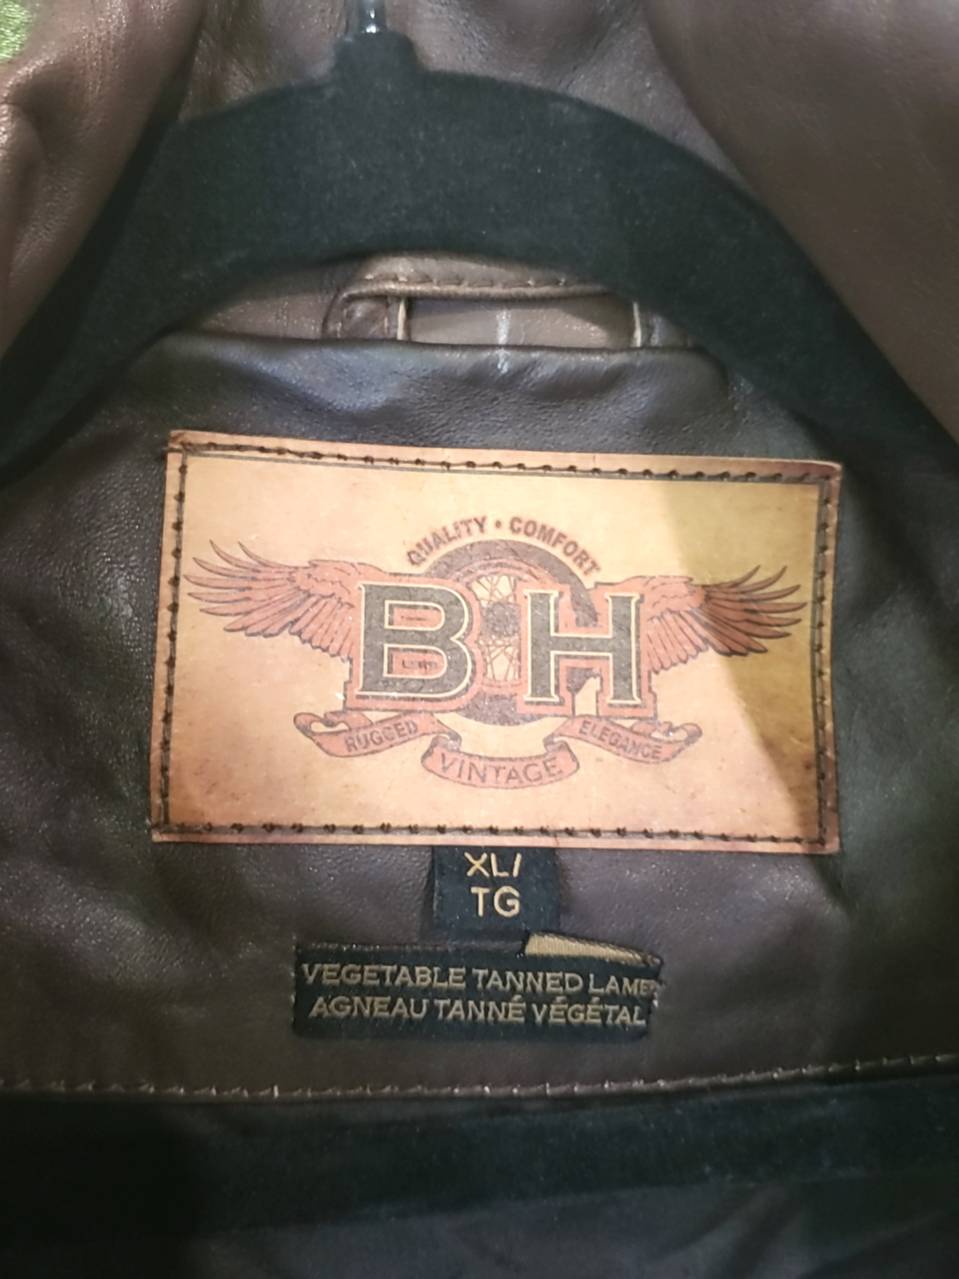 QUALITY • COMFORT
BH
RUGGED
ELEGANCE
VINTAGE
XL/
TG
VEGETABLE TANNED LAMB
AGNEAU TANNÉ VÉGÉTAL